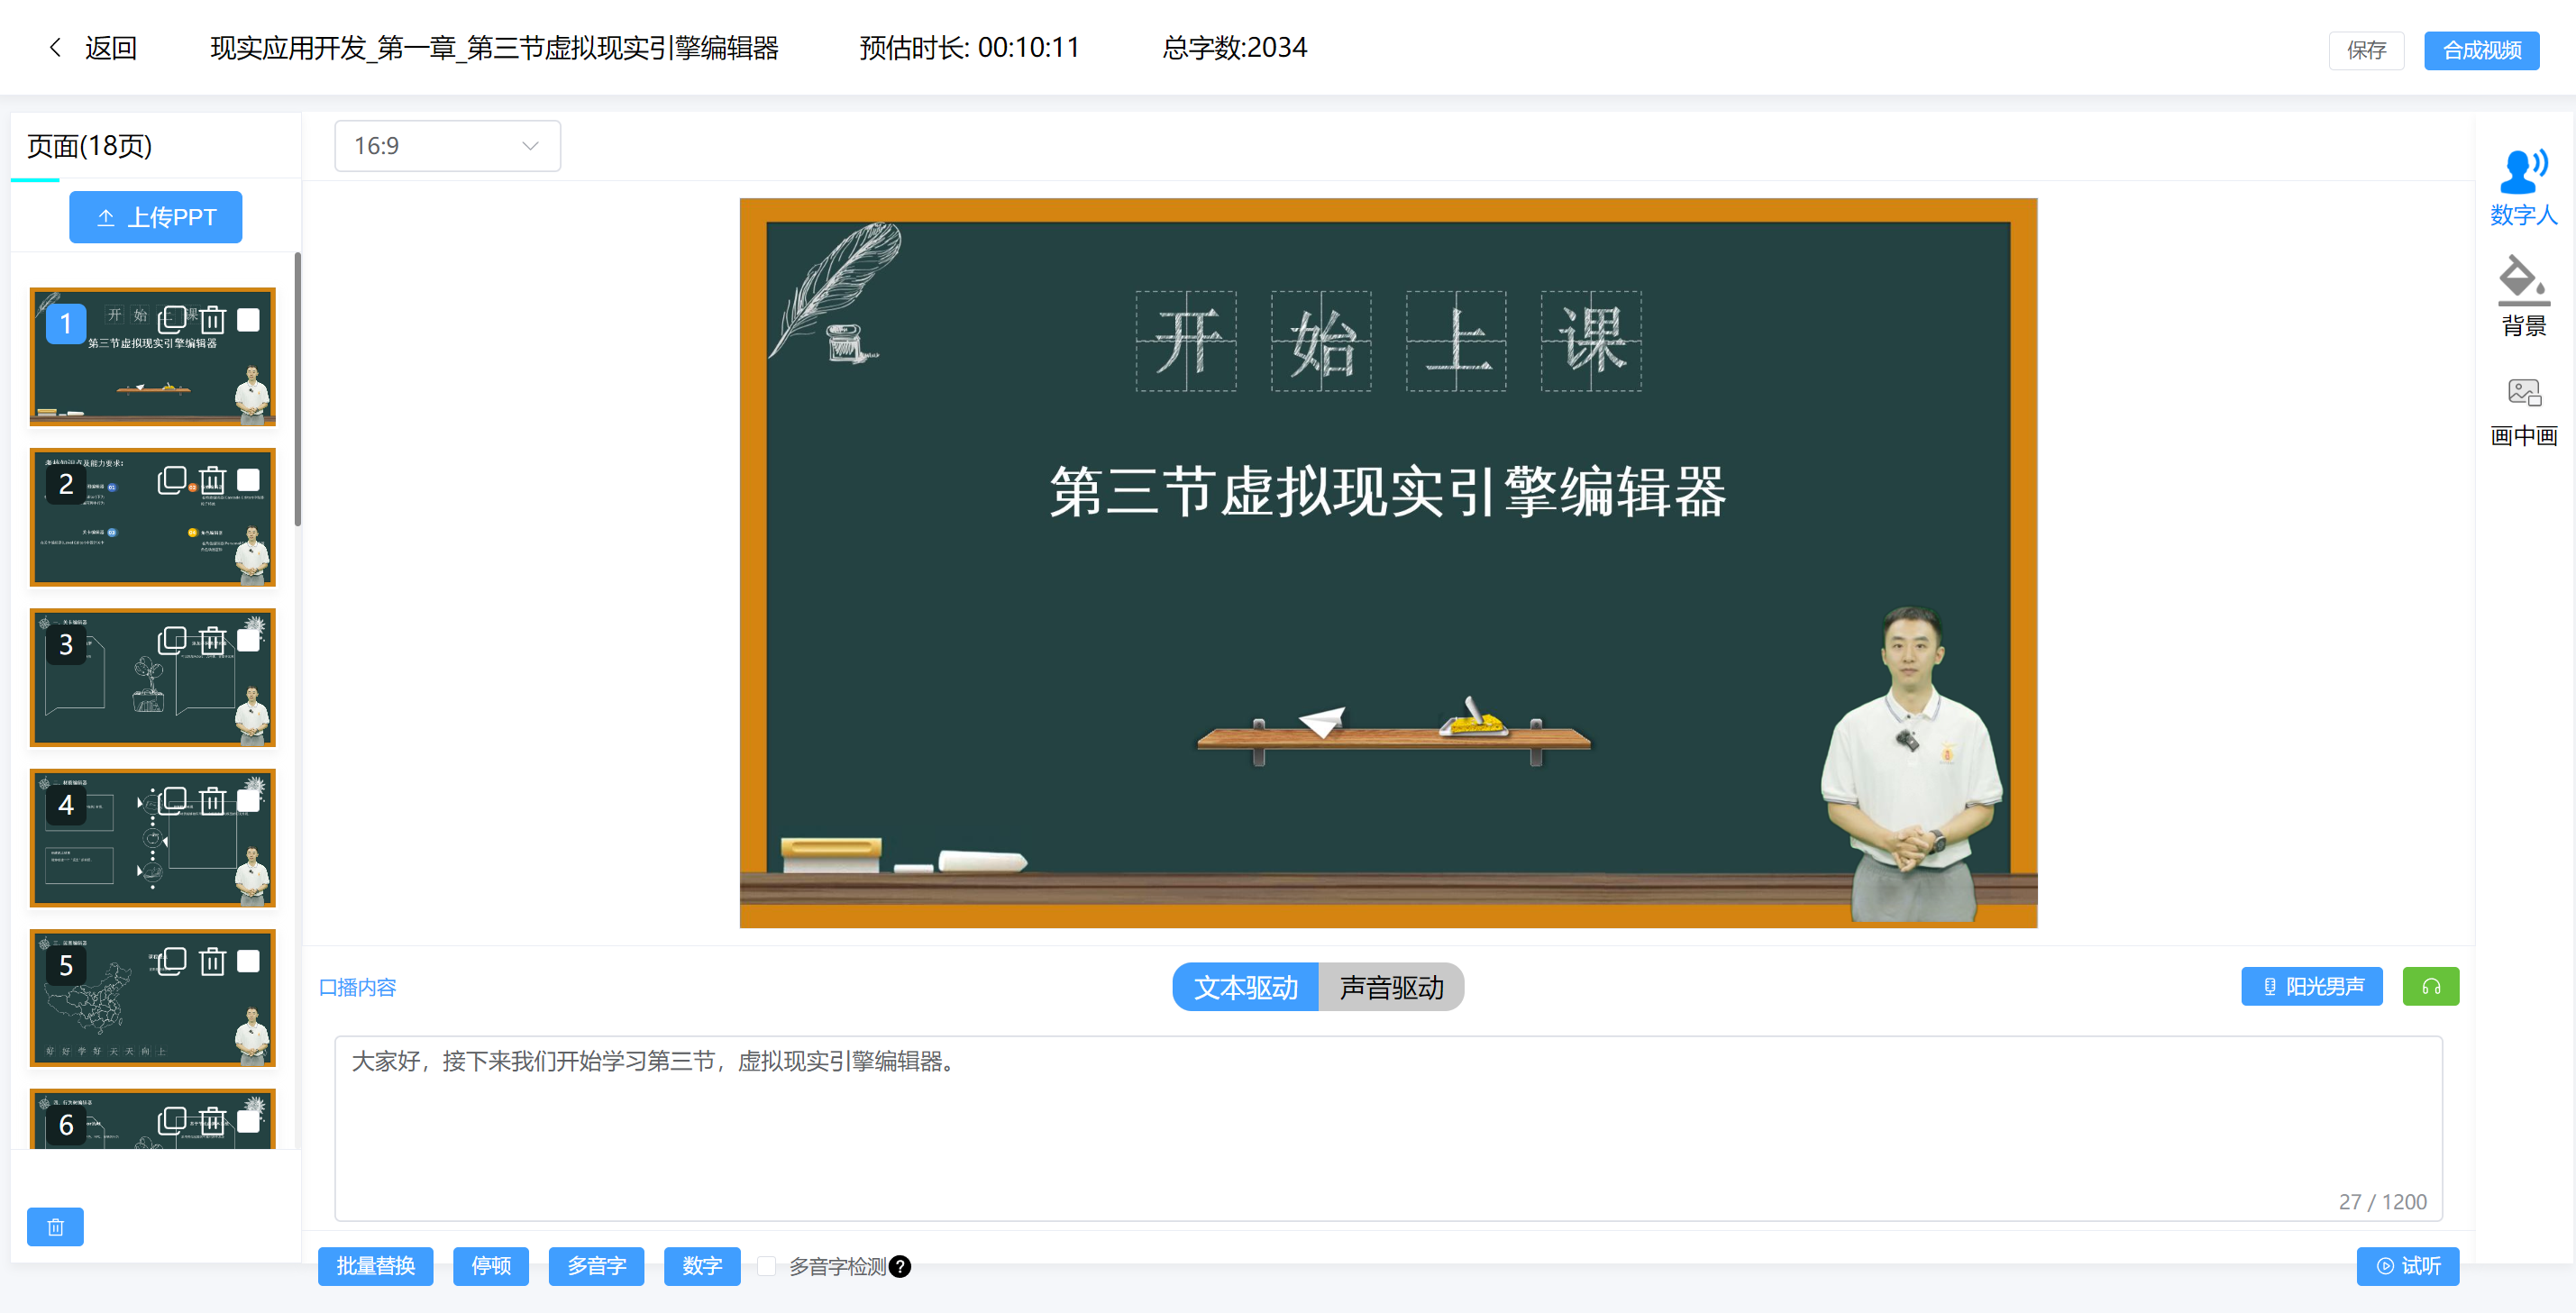 返回
现实应用开发_第一章_第三节虚拟现实引擎编辑器
预估时长: 00:10:11
总字数:2034
保存
合成视频
页面(18页)
上传PPT
16:9
1
开始上课
第三节虚拟现实引擎编辑器
2
3
4
5
好好学好天天向上
6
开始上课
第三节虚拟现实引擎编辑器
数字人
背景
画中画
口播内容
文本驱动
声音驱动
阳光男声
大家好，接下来我们开始学习第三节，虚拟现实引擎编辑器。
27 / 1200
批量替换
停顿
多音字
数字
多音字检测?
试听